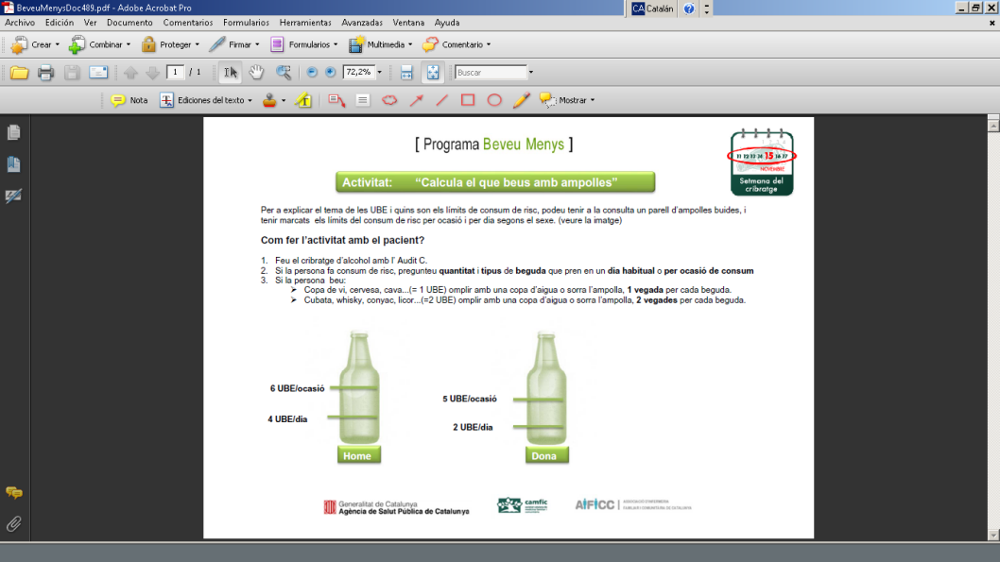 BeveuMenysDoc489.pdf - Adobe Acrobat Pro
CA Catalán
Archivo Edición Ver Documento Comentarios Formularios Herramientas Avanzadas Ventana Ayuda
Crear Combinar Proteger Firmar Formularios Multimedia Comentario
1 / 1 72,2% Buscar
Nota Ediciones del texto Mostrar
[ Programa Beveu Menys ]
11 12 13 14 15 16 17
NOVEMBRE
Setmana del
cribratge
Activitat: “Calcula el que beus amb ampolles”
Per a explicar el tema de les UBE i quins son els límits de consum de risc, podeu tenir a la consulta un parell d’ampolles buides, i
tenir marcats els límits del consum de risc per ocasió i per dia segons el sexe. (veure la imatge)
Com fer l’activitat amb el pacient?
1. Feu el cribratge d’alcohol amb l’ Audit C.
2. Si la persona fa consum de risc, pregunteu quantitat i tipus de beguda que pren en un dia habitual o per ocasió de consum
3. Si la persona beu:
➢ Copa de vi, cervesa, cava...(= 1 UBE) omplir amb una copa d’aigua o sorra l’ampolla, 1 vegada per cada beguda.
➢ Cubata, whisky, conyac, licor...(=2 UBE) omplir amb una copa d’aigua o sorra l’ampolla, 2 vegades per cada beguda.
6 UBE/ocasió
4 UBE/dia
Home
5 UBE/ocasió
2 UBE/dia
Dona
Generalitat de Catalunya
Agència de Salut Pública de Catalunya
camfic
AIFiCC